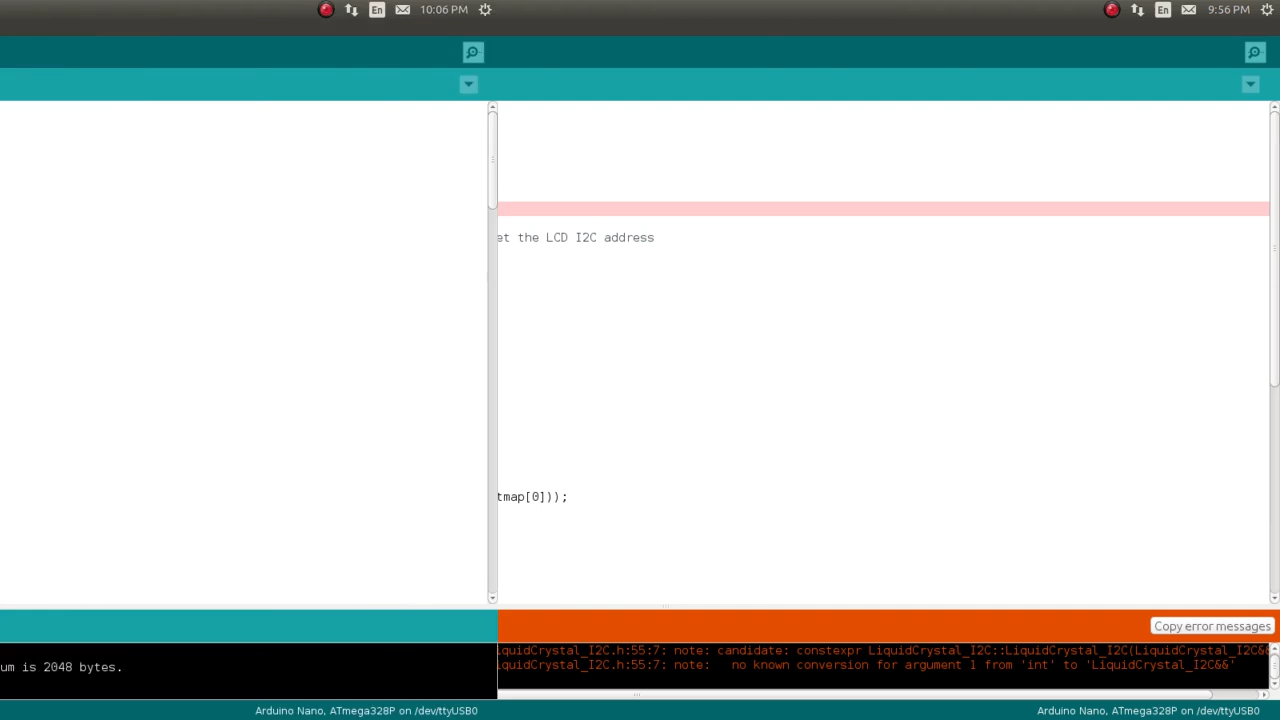 En 10:06 PM
En 9:56 PM
et the LCD I2C address
tmap[0]));
Copy error messages
iquidCrystal_I2C.h:55:7: note: candidate: constexpr LiquidCrystal_I2C::LiquidCrystal_I2C(LiquidCrystal_I2C&&
iquidCrystal_I2C.h:55:7: note:   no known conversion for argument 1 from 'int' to 'LiquidCrystal_I2C&&'
um is 2048 bytes.
Arduino Nano, ATmega328P on /dev/ttyUSB0
Arduino Nano, ATmega328P on /dev/ttyUSB0